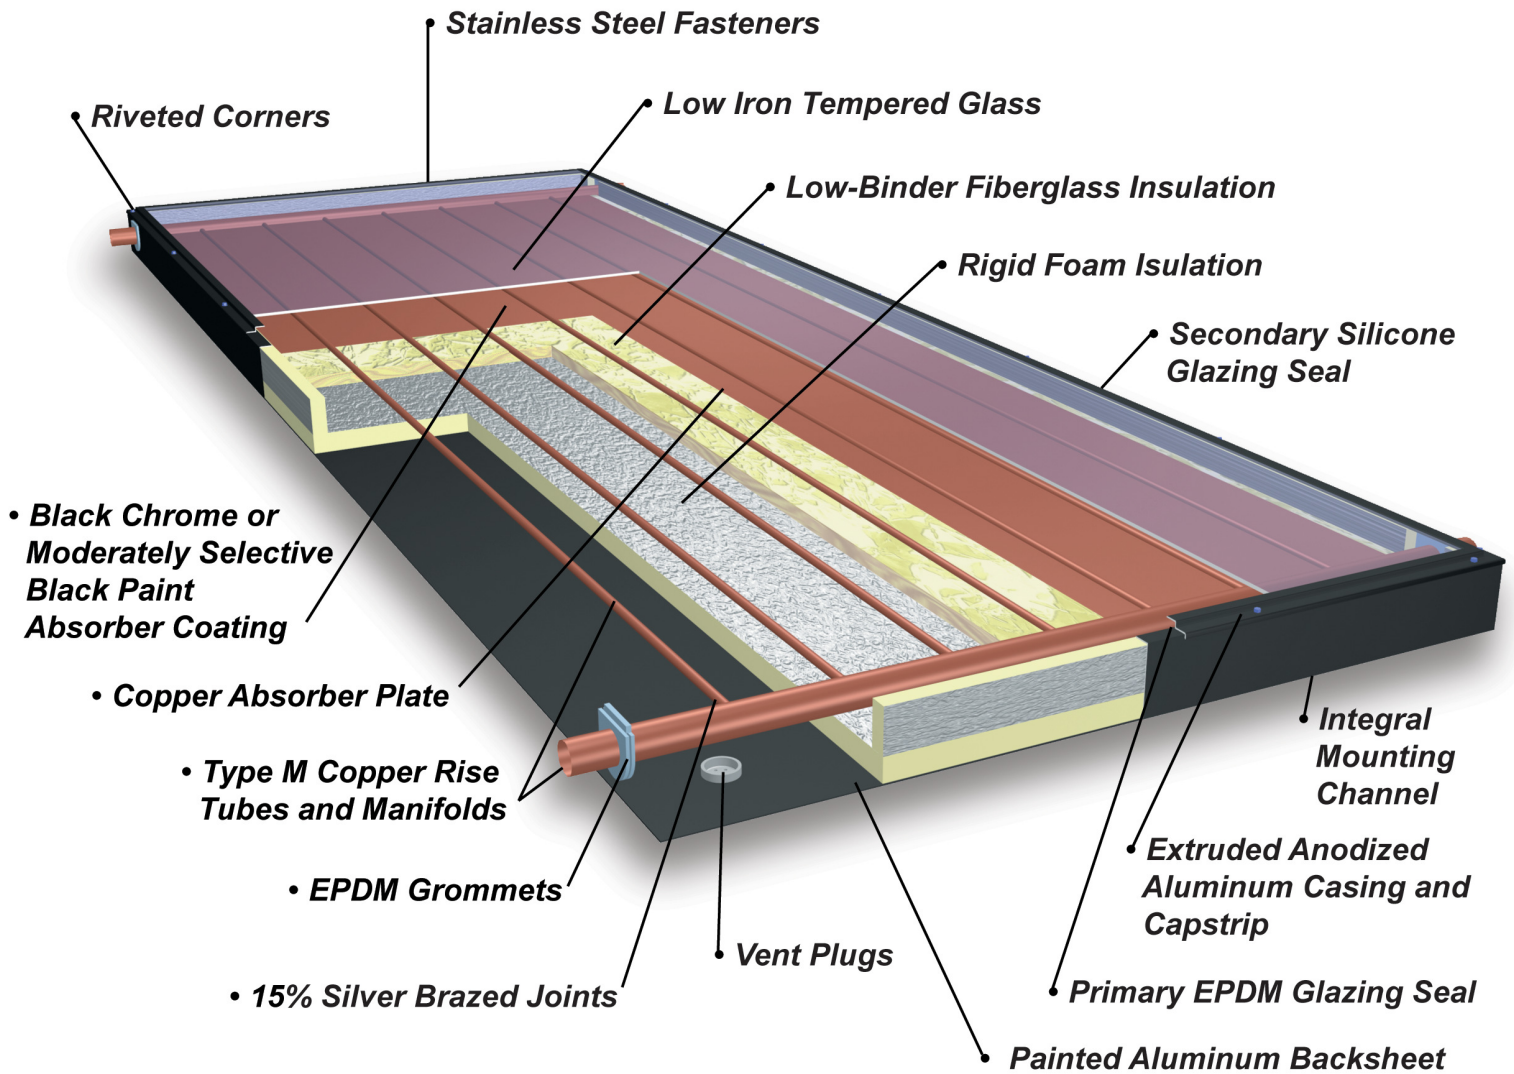 • Stainless Steel Fasteners
• Low Iron Tempered Glass
• Riveted Corners
• Low-Binder Fiberglass Insulation
• Rigid Foam Isulation
• Secondary Silicone
Glazing Seal
• Black Chrome or
Moderately Selective
Black Paint
Absorber Coating
• Copper Absorber Plate
• Type M Copper Rise
Tubes and Manifolds
• EPDM Grommets
• 15% Silver Brazed Joints
• Vent Plugs
• Integral
Mounting
Channel
• Extruded Anodized
Aluminum Casing and
Capstrip
• Primary EPDM Glazing Seal
• Painted Aluminum Backsheet